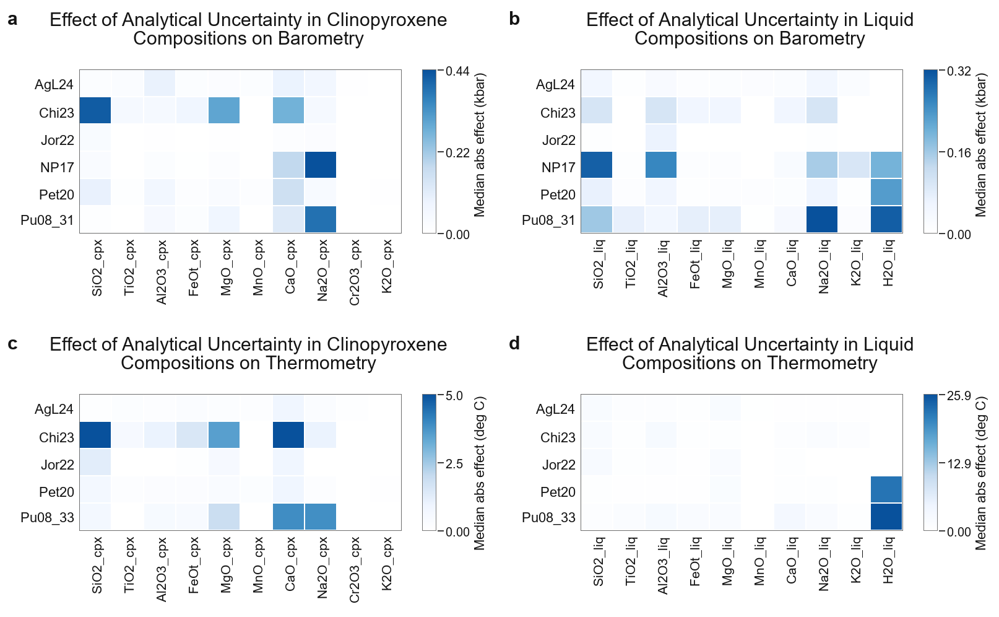 a
Effect of Analytical Uncertainty in Clinopyroxene
Compositions on Barometry
AgL24
Chi23
Jor22
NP17
Pet20
Pu08_31
SiO2_cpx
TiO2_cpx
Al2O3_cpx
FeOt_cpx
MgO_cpx
MnO_cpx
CaO_cpx
Na2O_cpx
Cr2O3_cpx
K2O_cpx
0.44
0.22
0.00
Median abs effect (kbar)
b
Effect of Analytical Uncertainty in Liquid
Compositions on Barometry
AgL24
Chi23
Jor22
NP17
Pet20
Pu08_31
SiO2_liq
TiO2_liq
Al2O3_liq
FeOt_liq
MgO_liq
MnO_liq
CaO_liq
Na2O_liq
K2O_liq
H2O_liq
0.32
0.16
0.00
Median abs effect (kbar)
c
Effect of Analytical Uncertainty in Clinopyroxene
Compositions on Thermometry
AgL24
Chi23
Jor22
Pet20
Pu08_33
SiO2_cpx
TiO2_cpx
Al2O3_cpx
FeOt_cpx
MgO_cpx
MnO_cpx
CaO_cpx
Na2O_cpx
Cr2O3_cpx
K2O_cpx
5.0
2.5
0.00
Median abs effect (deg C)
d
Effect of Analytical Uncertainty in Liquid
Compositions on Thermometry
AgL24
Chi23
Jor22
Pet20
Pu08_33
SiO2_liq
TiO2_liq
Al2O3_liq
FeOt_liq
MgO_liq
MnO_liq
CaO_liq
Na2O_liq
K2O_liq
H2O_liq
25.9
12.9
0.00
Median abs effect (deg C)